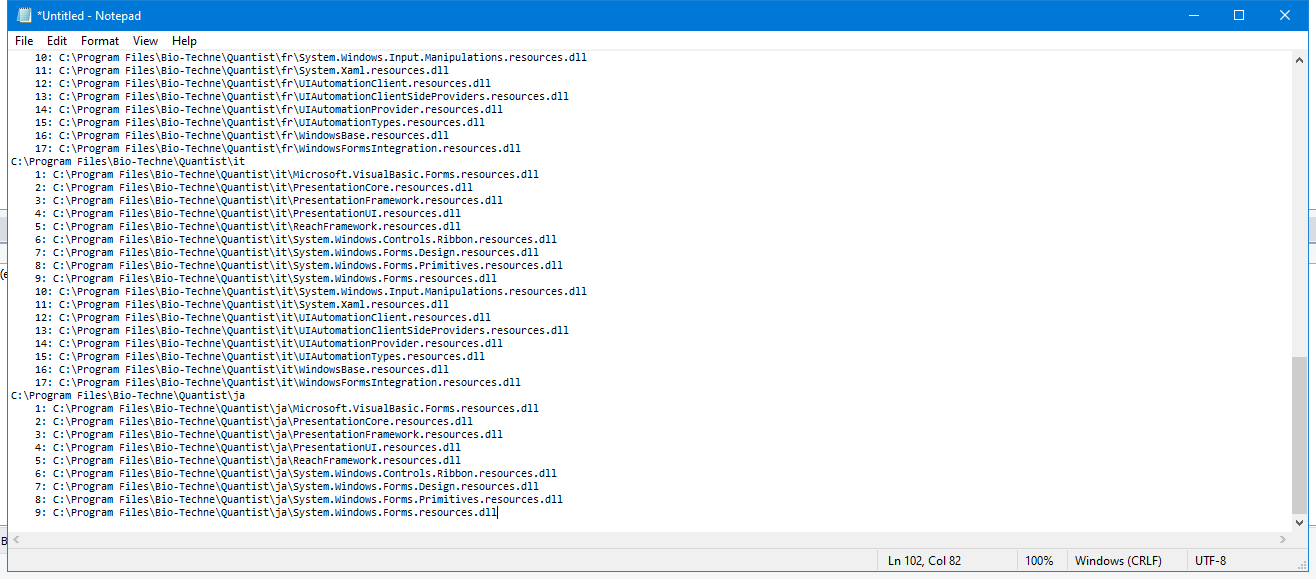 *Untitled - Notepad
File Edit Format View Help
10: C:\Program Files\Bio-Techne\Quantist\fr\System.Windows.Input.Manipulations.resources.dll
11: C:\Program Files\Bio-Techne\Quantist\fr\System.Xaml.resources.dll
12: C:\Program Files\Bio-Techne\Quantist\fr\UIAutomationClient.resources.dll
13: C:\Program Files\Bio-Techne\Quantist\fr\UIAutomationClientSideProviders.resources.dll
14: C:\Program Files\Bio-Techne\Quantist\fr\UIAutomationProvider.resources.dll
15: C:\Program Files\Bio-Techne\Quantist\fr\UIAutomationTypes.resources.dll
16: C:\Program Files\Bio-Techne\Quantist\fr\WindowsBase.resources.dll
17: C:\Program Files\Bio-Techne\Quantist\fr\WindowsFormsIntegration.resources.dll
C:\Program Files\Bio-Techne\Quantist\it
1: C:\Program Files\Bio-Techne\Quantist\it\Microsoft.VisualBasic.Forms.resources.dll
2: C:\Program Files\Bio-Techne\Quantist\it\PresentationCore.resources.dll
3: C:\Program Files\Bio-Techne\Quantist\it\PresentationFramework.resources.dll
4: C:\Program Files\Bio-Techne\Quantist\it\PresentationUI.resources.dll
5: C:\Program Files\Bio-Techne\Quantist\it\ReachFramework.resources.dll
6: C:\Program Files\Bio-Techne\Quantist\it\System.Windows.Controls.Ribbon.resources.dll
7: C:\Program Files\Bio-Techne\Quantist\it\System.Windows.Forms.Design.resources.dll
8: C:\Program Files\Bio-Techne\Quantist\it\System.Windows.Forms.Primitives.resources.dll
9: C:\Program Files\Bio-Techne\Quantist\it\System.Windows.Forms.resources.dll
10: C:\Program Files\Bio-Techne\Quantist\it\System.Windows.Input.Manipulations.resources.dll
11: C:\Program Files\Bio-Techne\Quantist\it\System.Xaml.resources.dll
12: C:\Program Files\Bio-Techne\Quantist\it\UIAutomationClient.resources.dll
13: C:\Program Files\Bio-Techne\Quantist\it\UIAutomationClientSideProviders.resources.dll
14: C:\Program Files\Bio-Techne\Quantist\it\UIAutomationProvider.resources.dll
15: C:\Program Files\Bio-Techne\Quantist\it\UIAutomationTypes.resources.dll
16: C:\Program Files\Bio-Techne\Quantist\it\WindowsBase.resources.dll
17: C:\Program Files\Bio-Techne\Quantist\it\WindowsFormsIntegration.resources.dll
C:\Program Files\Bio-Techne\Quantist\ja
1: C:\Program Files\Bio-Techne\Quantist\ja\Microsoft.VisualBasic.Forms.resources.dll
2: C:\Program Files\Bio-Techne\Quantist\ja\PresentationCore.resources.dll
3: C:\Program Files\Bio-Techne\Quantist\ja\PresentationFramework.resources.dll
4: C:\Program Files\Bio-Techne\Quantist\ja\PresentationUI.resources.dll
5: C:\Program Files\Bio-Techne\Quantist\ja\ReachFramework.resources.dll
6: C:\Program Files\Bio-Techne\Quantist\ja\System.Windows.Controls.Ribbon.resources.dll
7: C:\Program Files\Bio-Techne\Quantist\ja\System.Windows.Forms.Design.resources.dll
8: C:\Program Files\Bio-Techne\Quantist\ja\System.Windows.Forms.Primitives.resources.dll
9: C:\Program Files\Bio-Techne\Quantist\ja\System.Windows.Forms.resources.dll
Ln 102, Col 82 100% Windows (CRLF) UTF-8